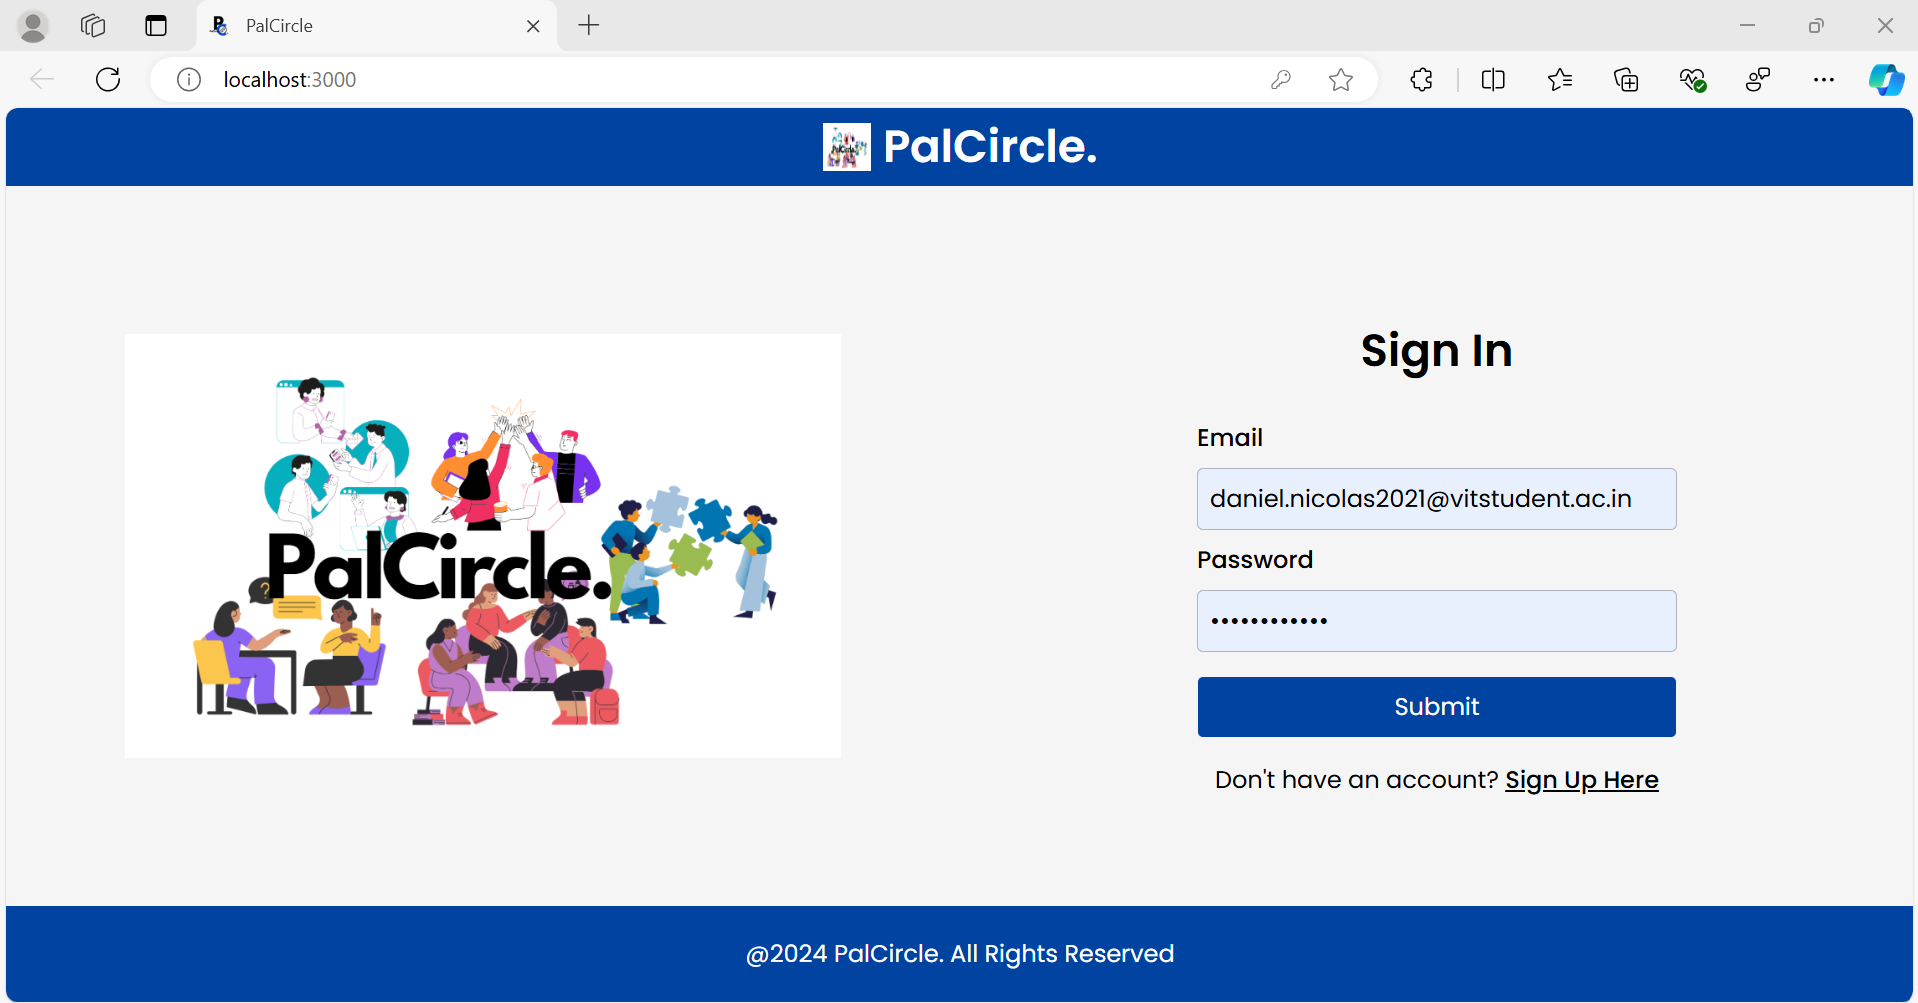 PalCircle
localhost:3000
PalCircle.
Sign In
Email
daniel.nicolas2021@vitstudent.ac.in
PalCircle.
Password
••••••••••••
Submit
Don't have an account? Sign Up Here
@2024 PalCircle. All Rights Reserved